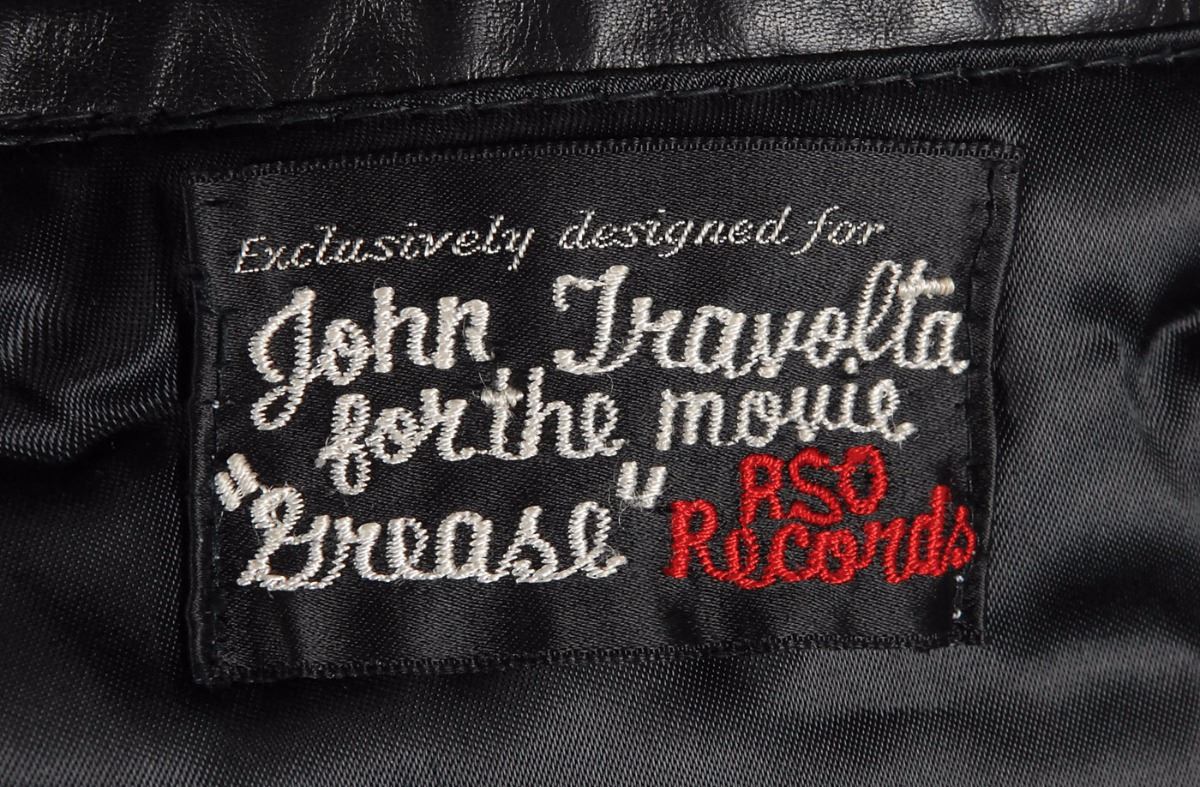 Exclusively designed for
John Travolta
for the movie
"Grease"
RSO
Records